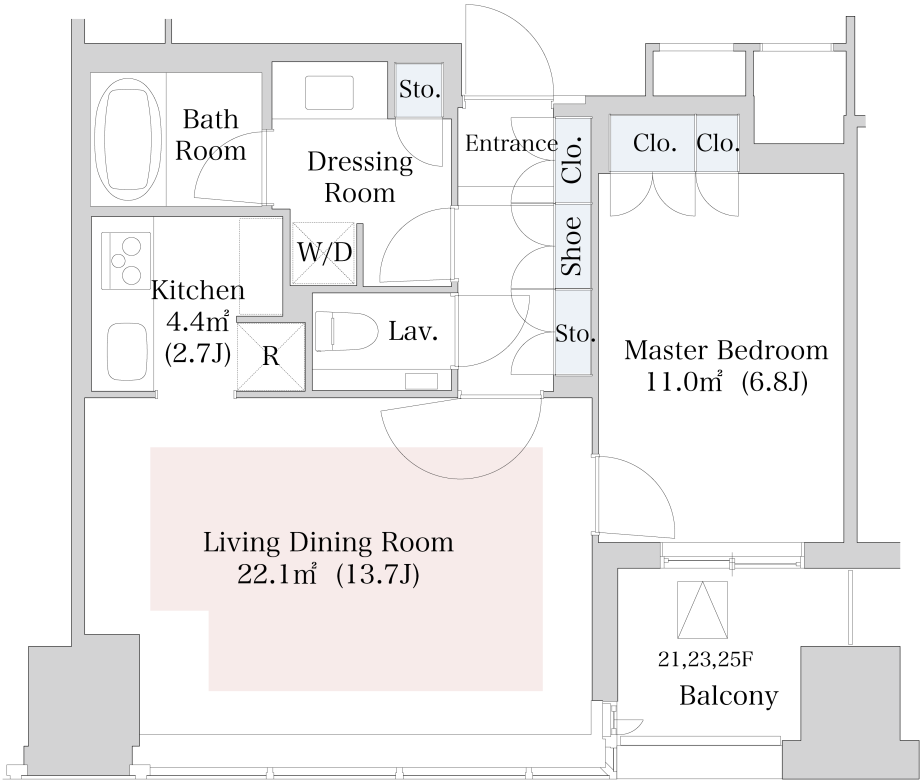 Sto.
Bath
Room
Entrance
Clo.
Clo.
Clo.
Dressing
Room
Shoe
W/D
Kitchen
4.4㎡
(2.7J)
R
Lav.
Sto.
Master Bedroom
11.0㎡ (6.8J)
Living Dining Room
22.1㎡ (13.7J)
21,23,25F
Balcony